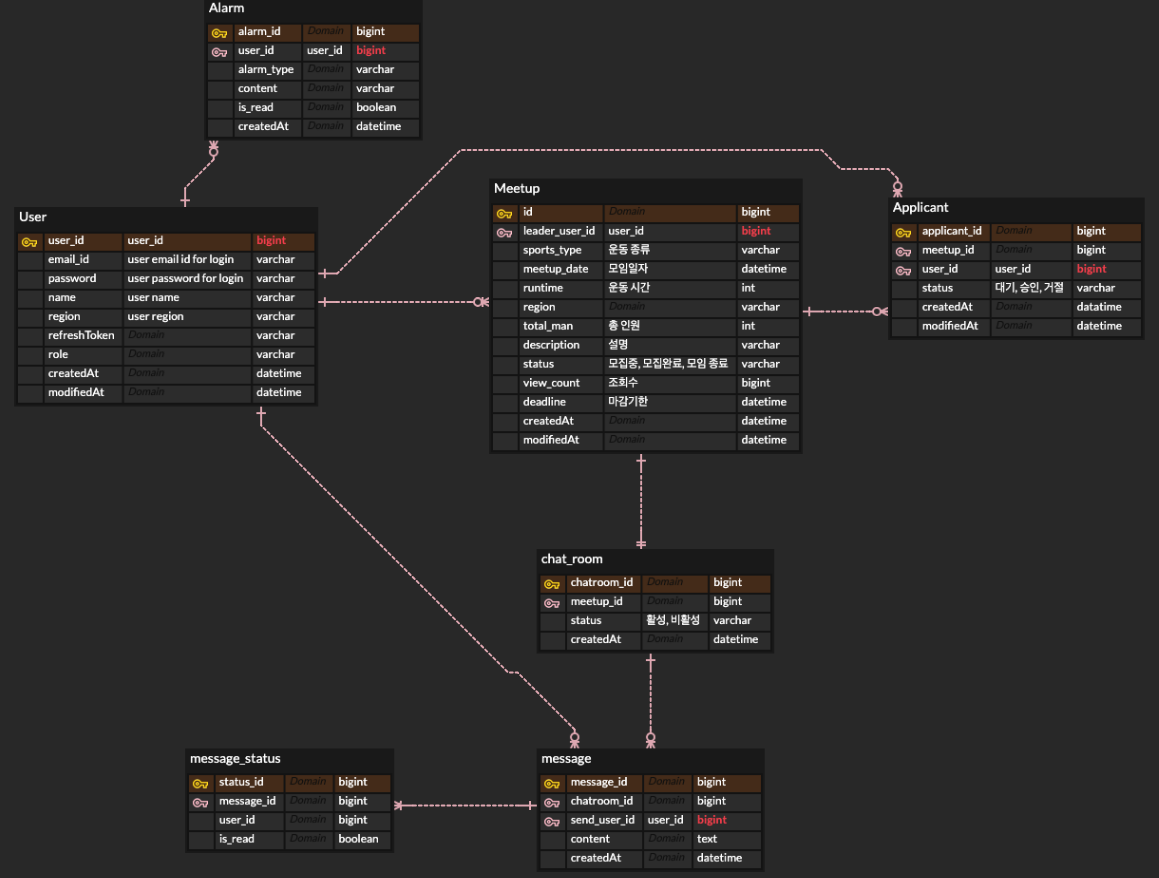 Alarm
alarm_id Domain bigint
user_id user_id bigint
alarm_type Domain varchar
content Domain varchar
is_read Domain boolean
createdAt Domain datetime
User
user_id user_id bigint
email_id user email id for login varchar
password user password for login varchar
name user name varchar
region user region varchar
refreshToken Domain varchar
role Domain varchar
createdAt Domain datetime
modifiedAt Domain datetime
Meetup
id Domain bigint
leader_user_id user_id bigint
sports_type 운동 종류 varchar
meetup_date 모임일자 datetime
runtime 운동 시간 int
region Domain varchar
total_man 총 인원 int
description 설명 varchar
status 모집중, 모집완료, 모임 종료 varchar
view_count 조회수 bigint
deadline 마감기한 datetime
createdAt Domain datetime
modifiedAt Domain datetime
Applicant
applicant_id Domain bigint
meetup_id Domain bigint
user_id user_id bigint
status 대기, 승인, 거절 varchar
createdAt Domain datatime
modifiedAt Domain datetime
chat_room
chatroom_id Domain bigint
meetup_id Domain bigint
status 활성, 비활성 varchar
createdAt Domain datetime
message_status
status_id Domain bigint
message_id Domain bigint
user_id Domain bigint
is_read Domain boolean
message
message_id Domain bigint
chatroom_id Domain bigint
send_user_id user_id bigint
content Domain text
createdAt Domain datetime